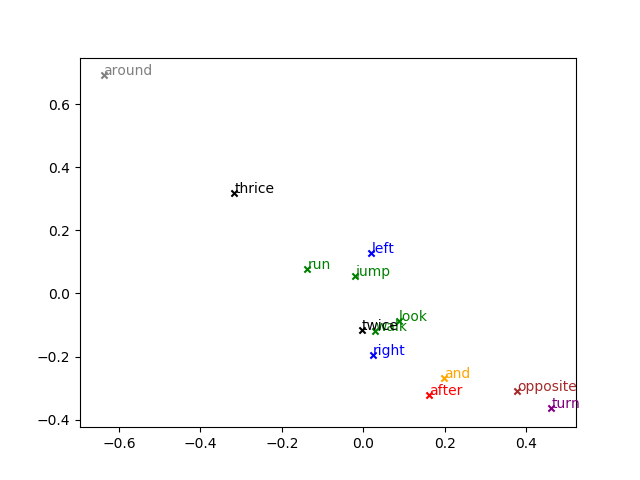 around
0.6
0.4
thrice
0.2
left
run
jump
0.0
look
twice
walk
−0.2
right
and
opposite
after
turn
−0.4
−0.6 −0.4 −0.2 0.0 0.2 0.4